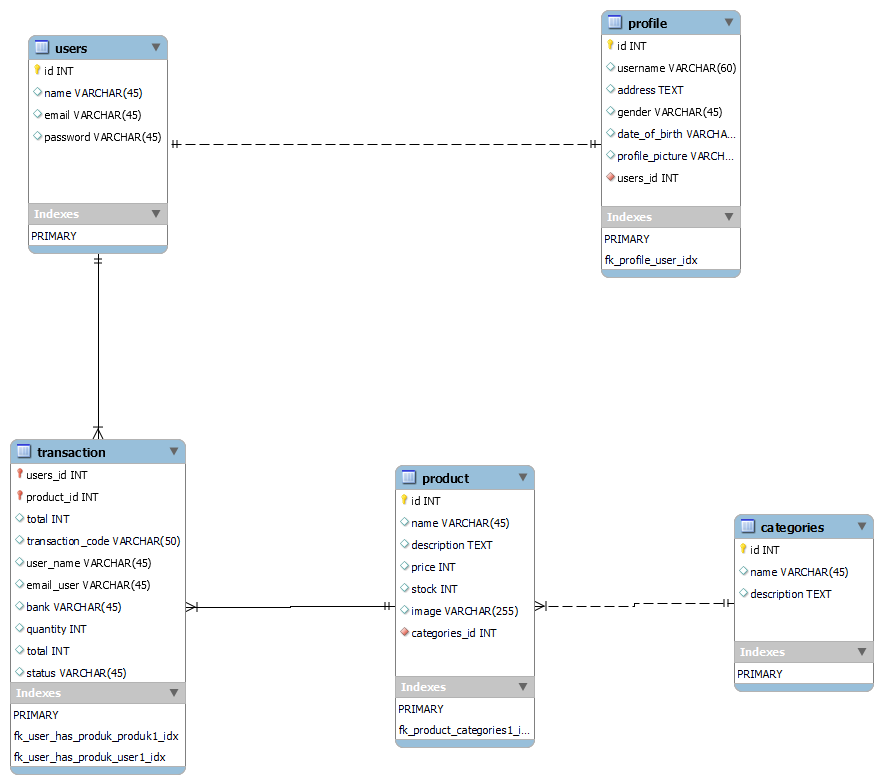 users
id INT
name VARCHAR(45)
email VARCHAR(45)
password VARCHAR(45)
Indexes
PRIMARY
profile
id INT
username VARCHAR(60)
address TEXT
gender VARCHAR(45)
date_of_birth VARCHA...
profile_picture VARCH...
users_id INT
Indexes
PRIMARY
fk_profile_user_idx
transaction
users_id INT
product_id INT
total INT
transaction_code VARCHAR(50)
user_name VARCHAR(45)
email_user VARCHAR(45)
bank VARCHAR(45)
quantity INT
total INT
status VARCHAR(45)
Indexes
PRIMARY
fk_user_has_produk_produk1_idx
fk_user_has_produk_user1_idx
product
id INT
name VARCHAR(45)
description TEXT
price INT
stock INT
image VARCHAR(255)
categories_id INT
Indexes
PRIMARY
fk_product_categories1_i...
categories
id INT
name VARCHAR(45)
description TEXT
Indexes
PRIMARY